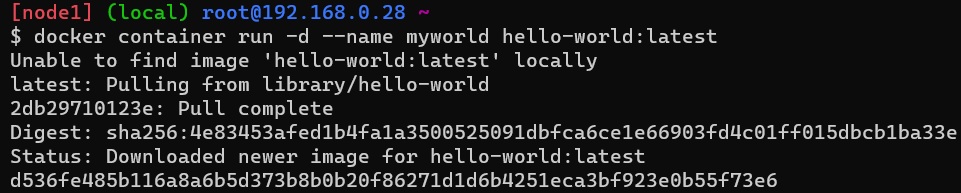 [node1] (local) root@192.168.0.28 ~
$ docker container run -d --name myworld hello-world:latest
Unable to find image 'hello-world:latest' locally
latest: Pulling from library/hello-world
2db29710123e: Pull complete
Digest: sha256:4e83453afed1b4fa1a3500525091dbfca6ce1e66903fd4c01ff015dbcb1ba33e
Status: Downloaded newer image for hello-world:latest
d536fe485b116a8a6b5d373b8b0b20f86271d1d6b4251eca3bf923e0b55f73e6